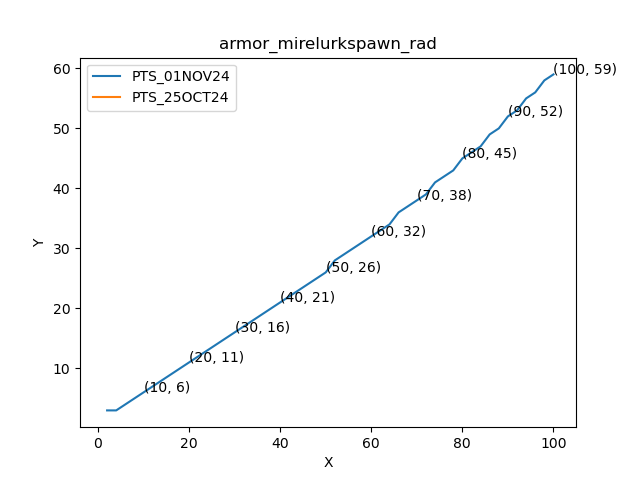 armor_mirelurkspawn_rad
PTS_01NOV24
PTS_25OCT24
(100, 59)
(90, 52)
(80, 45)
(70, 38)
(60, 32)
(50, 26)
(40, 21)
(30, 16)
(20, 11)
(10, 6)
60
50
40
30
20
10
Y
0 20 40 60 80 100
X